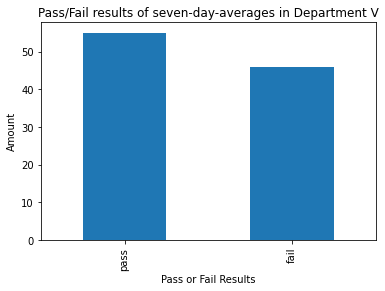 Pass/Fail results of seven-day-averages in Department V
50
40
30
20
10
0
Amount
pass
fail
Pass or Fail Results